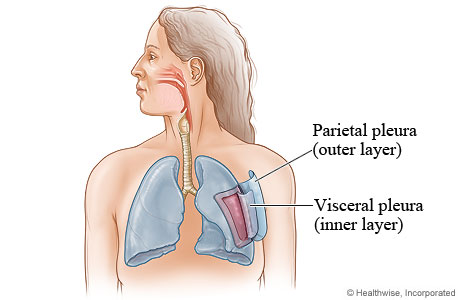 Parietal pleura
(outer layer)
Visceral pleura
(inner layer)
© Healthwise, Incorporated